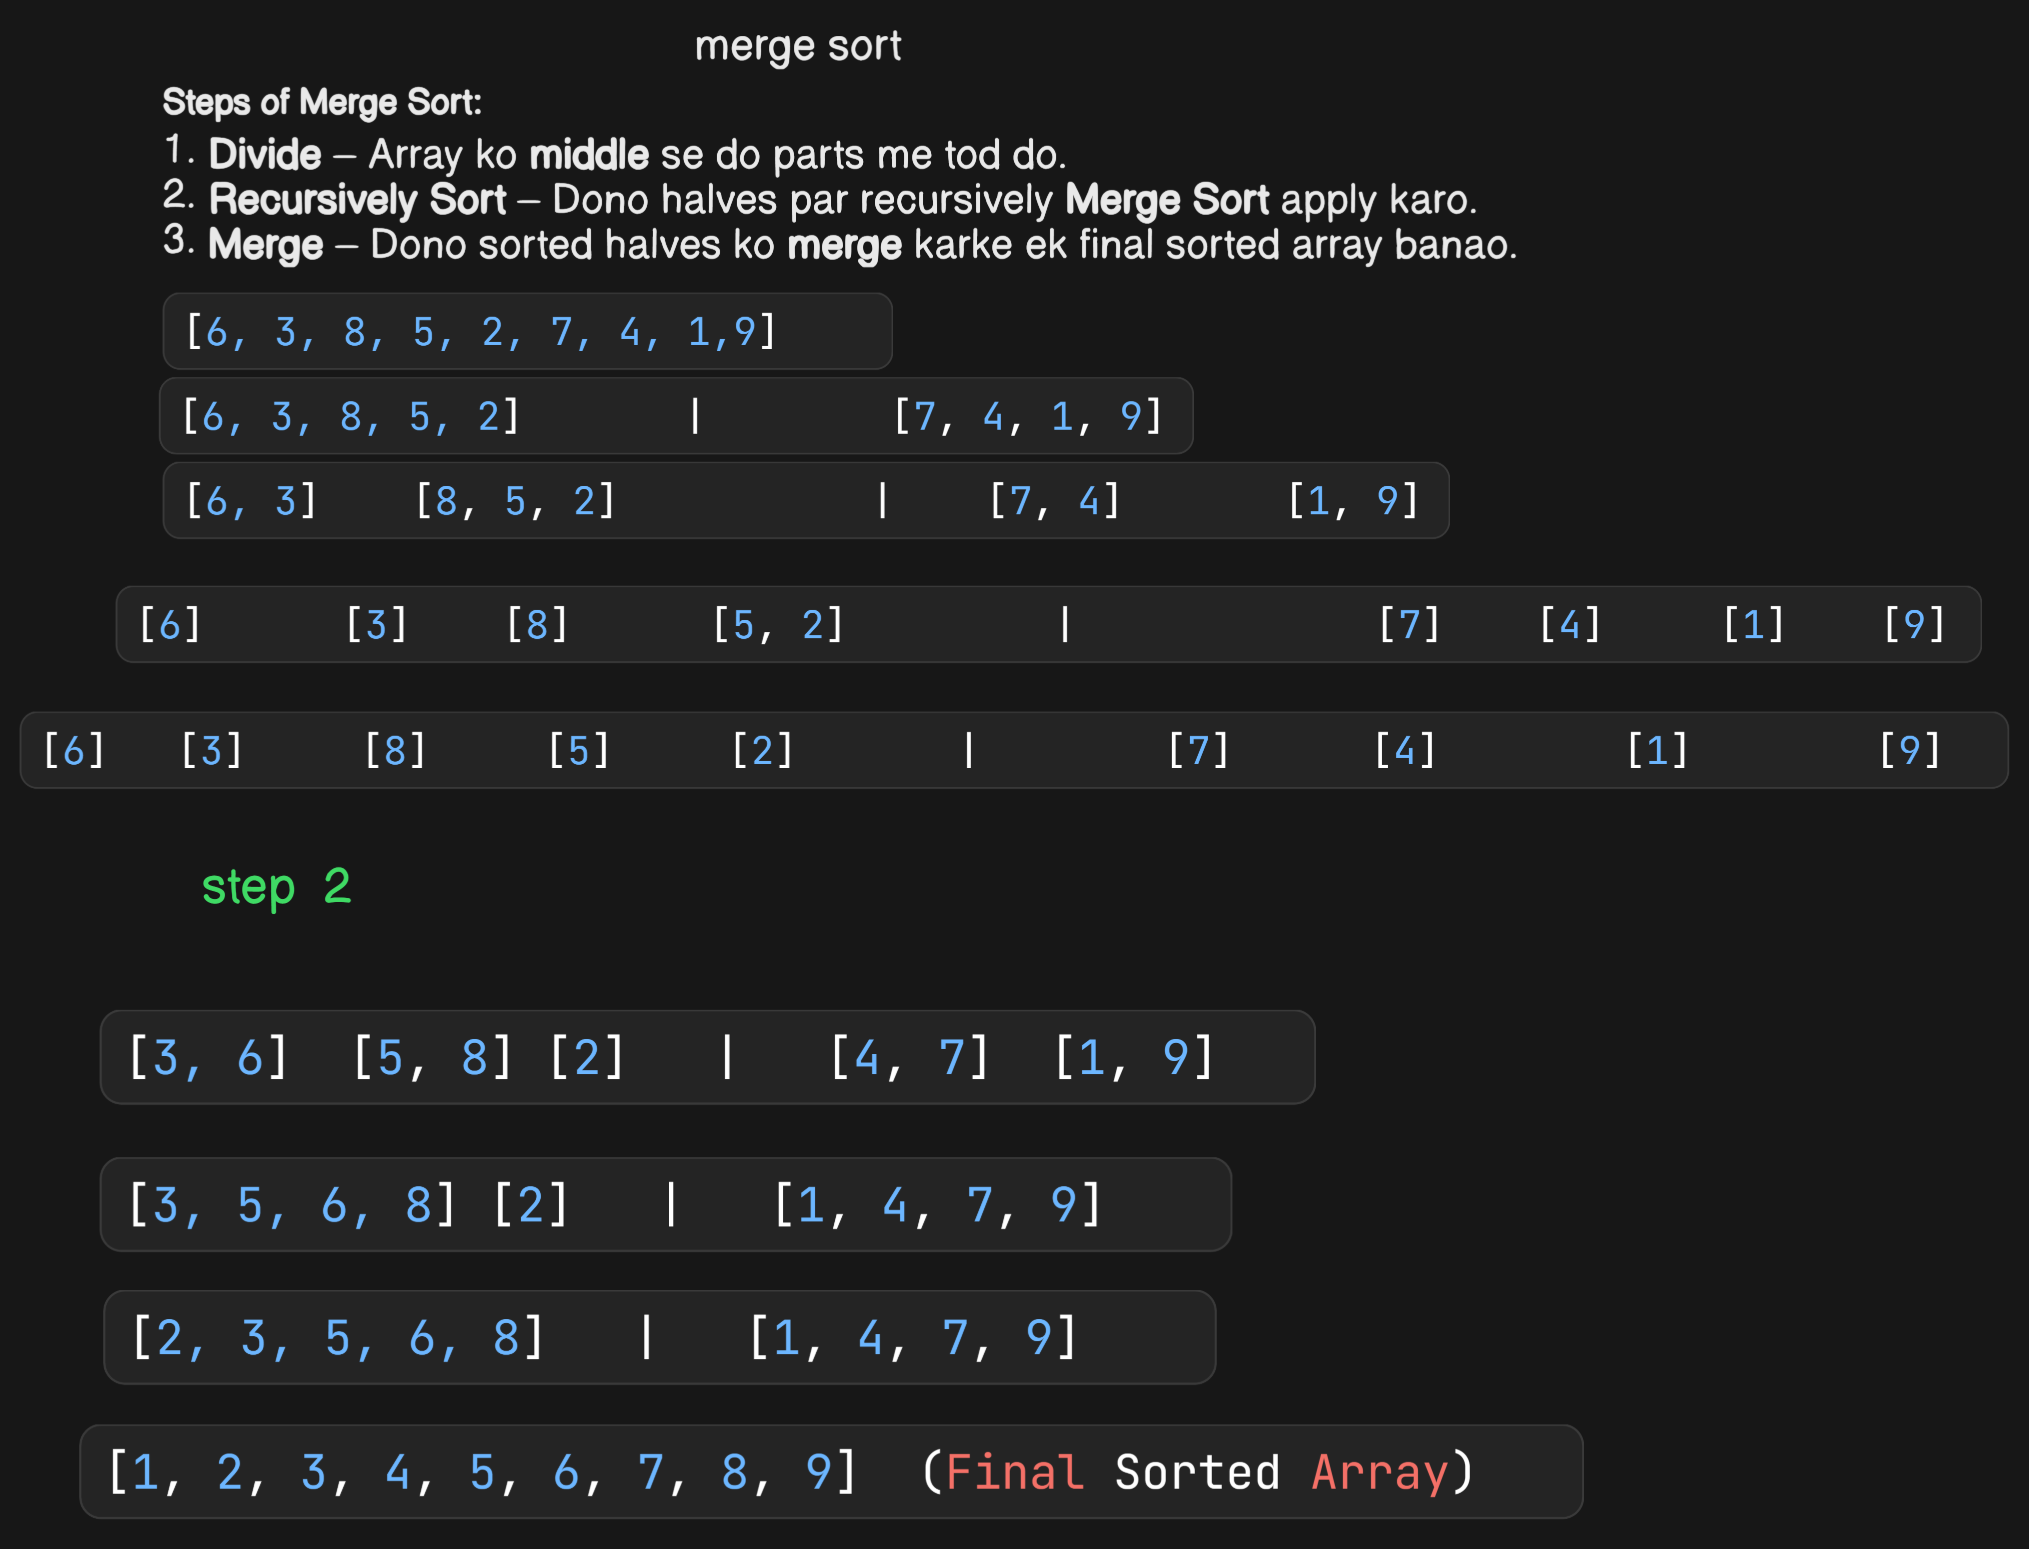 merge sort
Steps of Merge Sort:
1. Divide – Array ko middle se do parts me tod do.
2. Recursively Sort – Dono halves par recursively Merge Sort apply karo.
3. Merge – Dono sorted halves ko merge karke ek final sorted array banao.
[6, 3, 8, 5, 2, 7, 4, 1,9]
[6, 3, 8, 5, 2] | [7, 4, 1, 9]
[6, 3] [8, 5, 2] | [7, 4] [1, 9]
[6] [3] [8] [5, 2] | [7] [4] [1] [9]
[6] [3] [8] [5] [2] | [7] [4] [1] [9]
step 2
[3, 6] [5, 8] [2] | [4, 7] [1, 9]
[3, 5, 6, 8] [2] | [1, 4, 7, 9]
[2, 3, 5, 6, 8] | [1, 4, 7, 9]
[1, 2, 3, 4, 5, 6, 7, 8, 9] (Final Sorted Array)